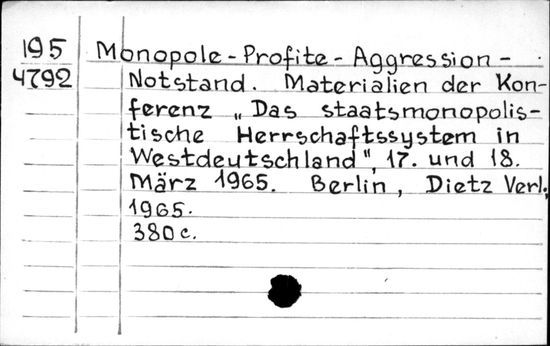 195
4792
Monopole - Profite - Aggression -
Notstand. Materialien der Kon-
ferenz „Das staatsmonopolis-
tische Herrschaftssystem in
Westdeutschland", 17. und 18.
März 1965. Berlin, Dietz Verl.,
1965.
380 c.